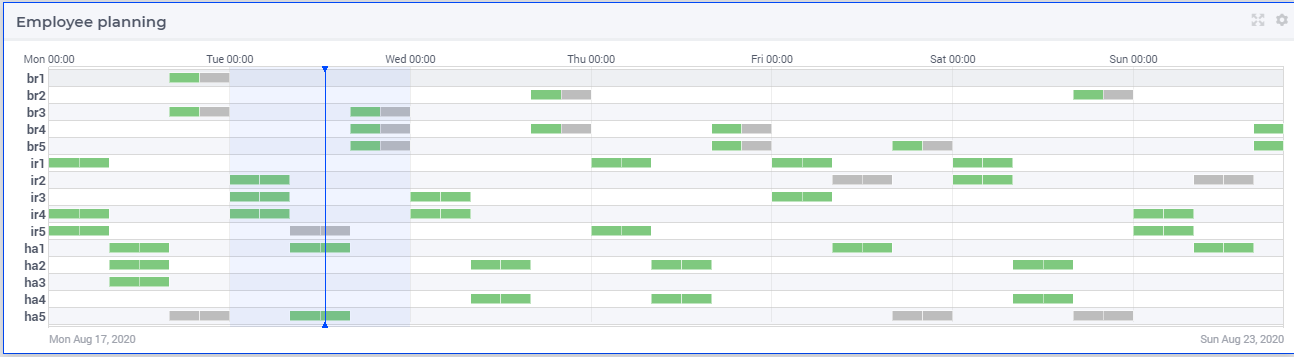 Employee planning
Mon 00:00 Tue 00:00 Wed 00:00 Thu 00:00 Fri 00:00 Sat 00:00 Sun 00:00
br1
br2
br3
br4
br5
ir1
ir2
ir3
ir4
ir5
ha1
ha2
ha3
ha4
ha5
Mon Aug 17, 2020 Sun Aug 23, 2020